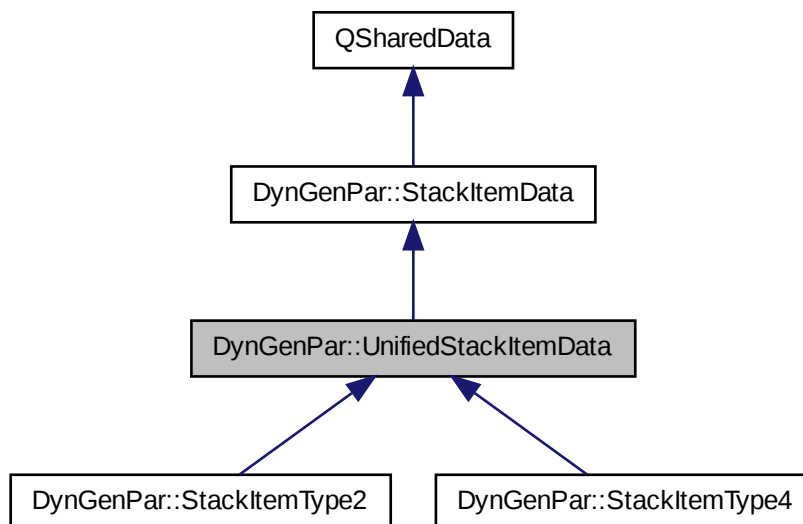 QSharedData
DynGenPar::StackItemData
DynGenPar::UnifiedStackItemData
DynGenPar::StackItemType2
DynGenPar::StackItemType4